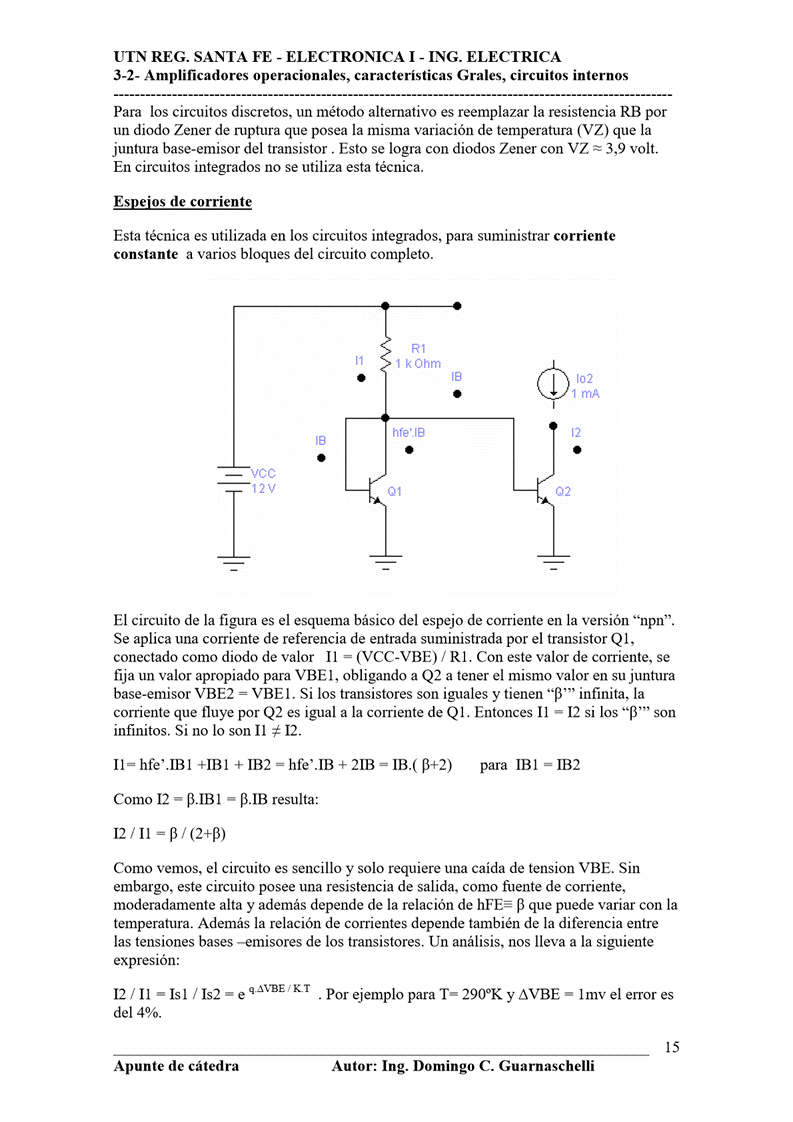 UTN REG. SANTA FE - ELECTRONICA I - ING. ELECTRICA
3-2- Amplificadores operacionales, características Grales, circuitos internos
--------------------------------------------------------------------------------------------------------
Para  los circuitos discretos, un método alternativo es reemplazar la resistencia RB por
un diodo Zener de ruptura que posea la misma variación de temperatura (VZ) que la
juntura base-emisor del transistor . Esto se logra con diodos Zener con VZ ≈ 3,9 volt.
En circuitos integrados no se utiliza esta técnica.
Espejos de corriente
Esta técnica es utilizada en los circuitos integrados, para suministrar corriente
constante  a varios bloques del circuito completo.
R1
1 k Ohm
I1
IB
Io2
1 mA
IB
hfe'.IB
I2
VCC
12 V
Q1
Q2
El circuito de la figura es el esquema básico del espejo de corriente en la versión “npn”.
Se aplica una corriente de referencia de entrada suministrada por el transistor Q1,
conectado como diodo de valor   I1 = (VCC-VBE) / R1. Con este valor de corriente, se
fija un valor apropiado para VBE1, obligando a Q2 a tener el mismo valor en su juntura
base-emisor VBE2 = VBE1. Si los transistores son iguales y tienen “β’” infinita, la
corriente que fluye por Q2 es igual a la corriente de Q1. Entonces I1 = I2 si los “β’” son
infinitos. Si no lo son I1 ≠ I2.
I1= hfe’.IB1 +IB1 + IB2 = hfe’.IB + 2IB = IB.( β+2)      para  IB1 = IB2
Como I2 = β.IB1 = β.IB resulta:
I2 / I1 = β / (2+β)
Como vemos, el circuito es sencillo y solo requiere una caída de tension VBE. Sin
embargo, este circuito posee una resistencia de salida, como fuente de corriente,
moderadamente alta y además depende de la relación de hFE≡ β que puede variar con la
temperatura. Además la relación de corrientes depende también de la diferencia entre
las tensiones bases –emisores de los transistores. Un análisis, nos lleva a la siguiente
expresión:
I2 / I1 = Is1 / Is2 = e q.ΔVBE / K.T  . Por ejemplo para T= 290ºK y ΔVBE = 1mv el error es
del 4%.
15
Apunte de cátedra                    Autor: Ing. Domingo C. Guarnaschelli